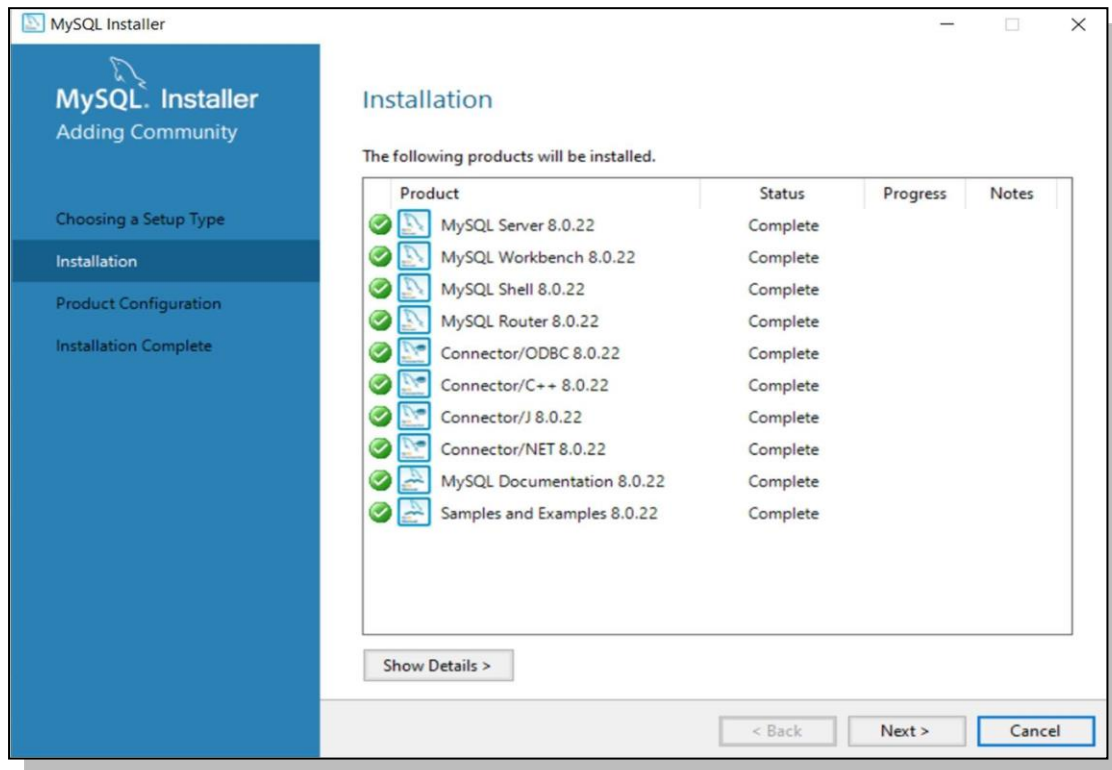 MySQL Installer
MySQL. Installer
Adding Community
Choosing a Setup Type
Installation
Product Configuration
Installation Complete
Installation
The following products will be installed.
Product Status Progress Notes
MySQL Server 8.0.22 Complete
MySQL Workbench 8.0.22 Complete
MySQL Shell 8.0.22 Complete
MySQL Router 8.0.22 Complete
Connector/ODBC 8.0.22 Complete
Connector/C++ 8.0.22 Complete
Connector/J 8.0.22 Complete
Connector/NET 8.0.22 Complete
MySQL Documentation 8.0.22 Complete
Samples and Examples 8.0.22 Complete
Show Details >
< Back Next > Cancel